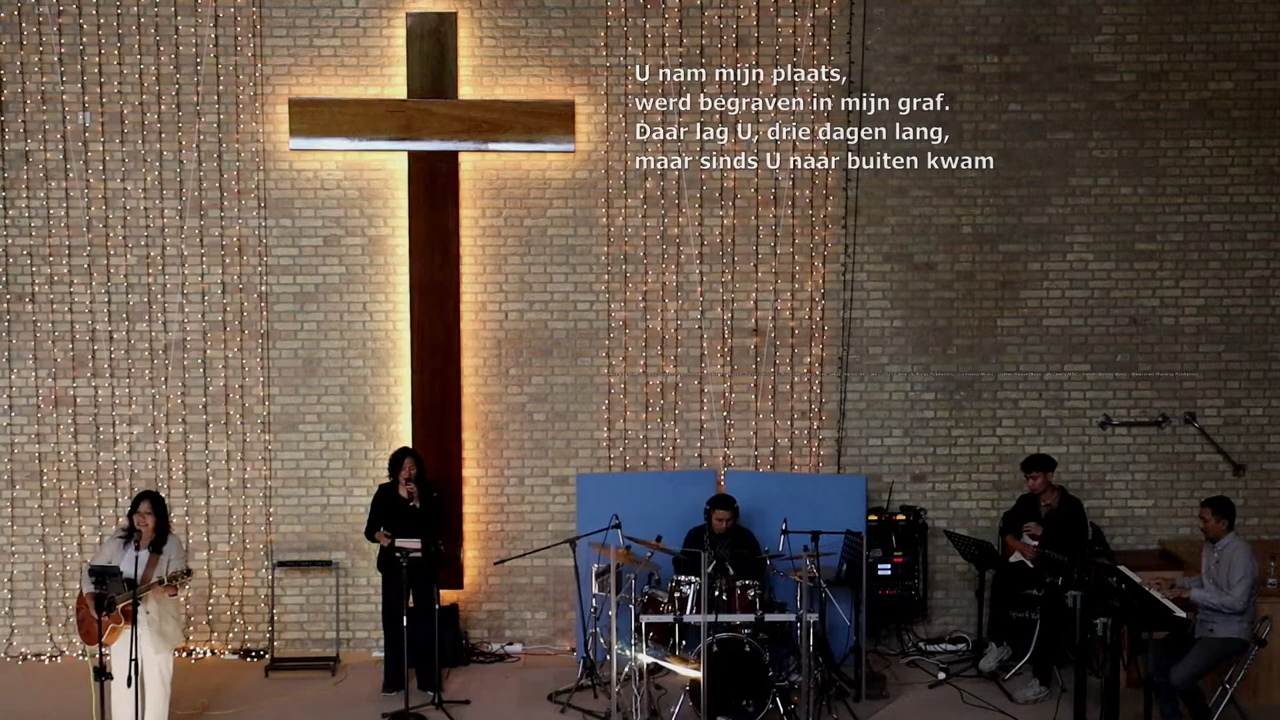 U nam mijn plaats,
werd begraven in mijn graf.
Daar lag U, drie dagen lang,
maar sinds U naar buiten kwam